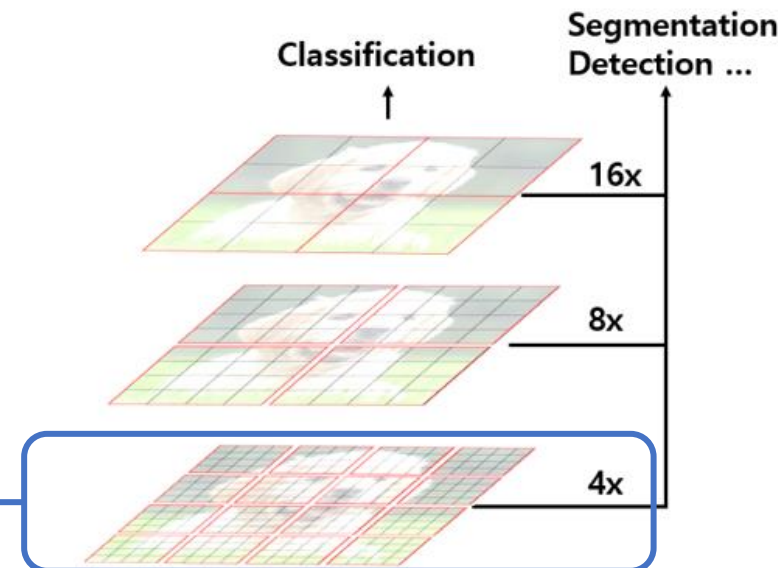 Classification
Segmentation
Detection ...
16x
8x
4x